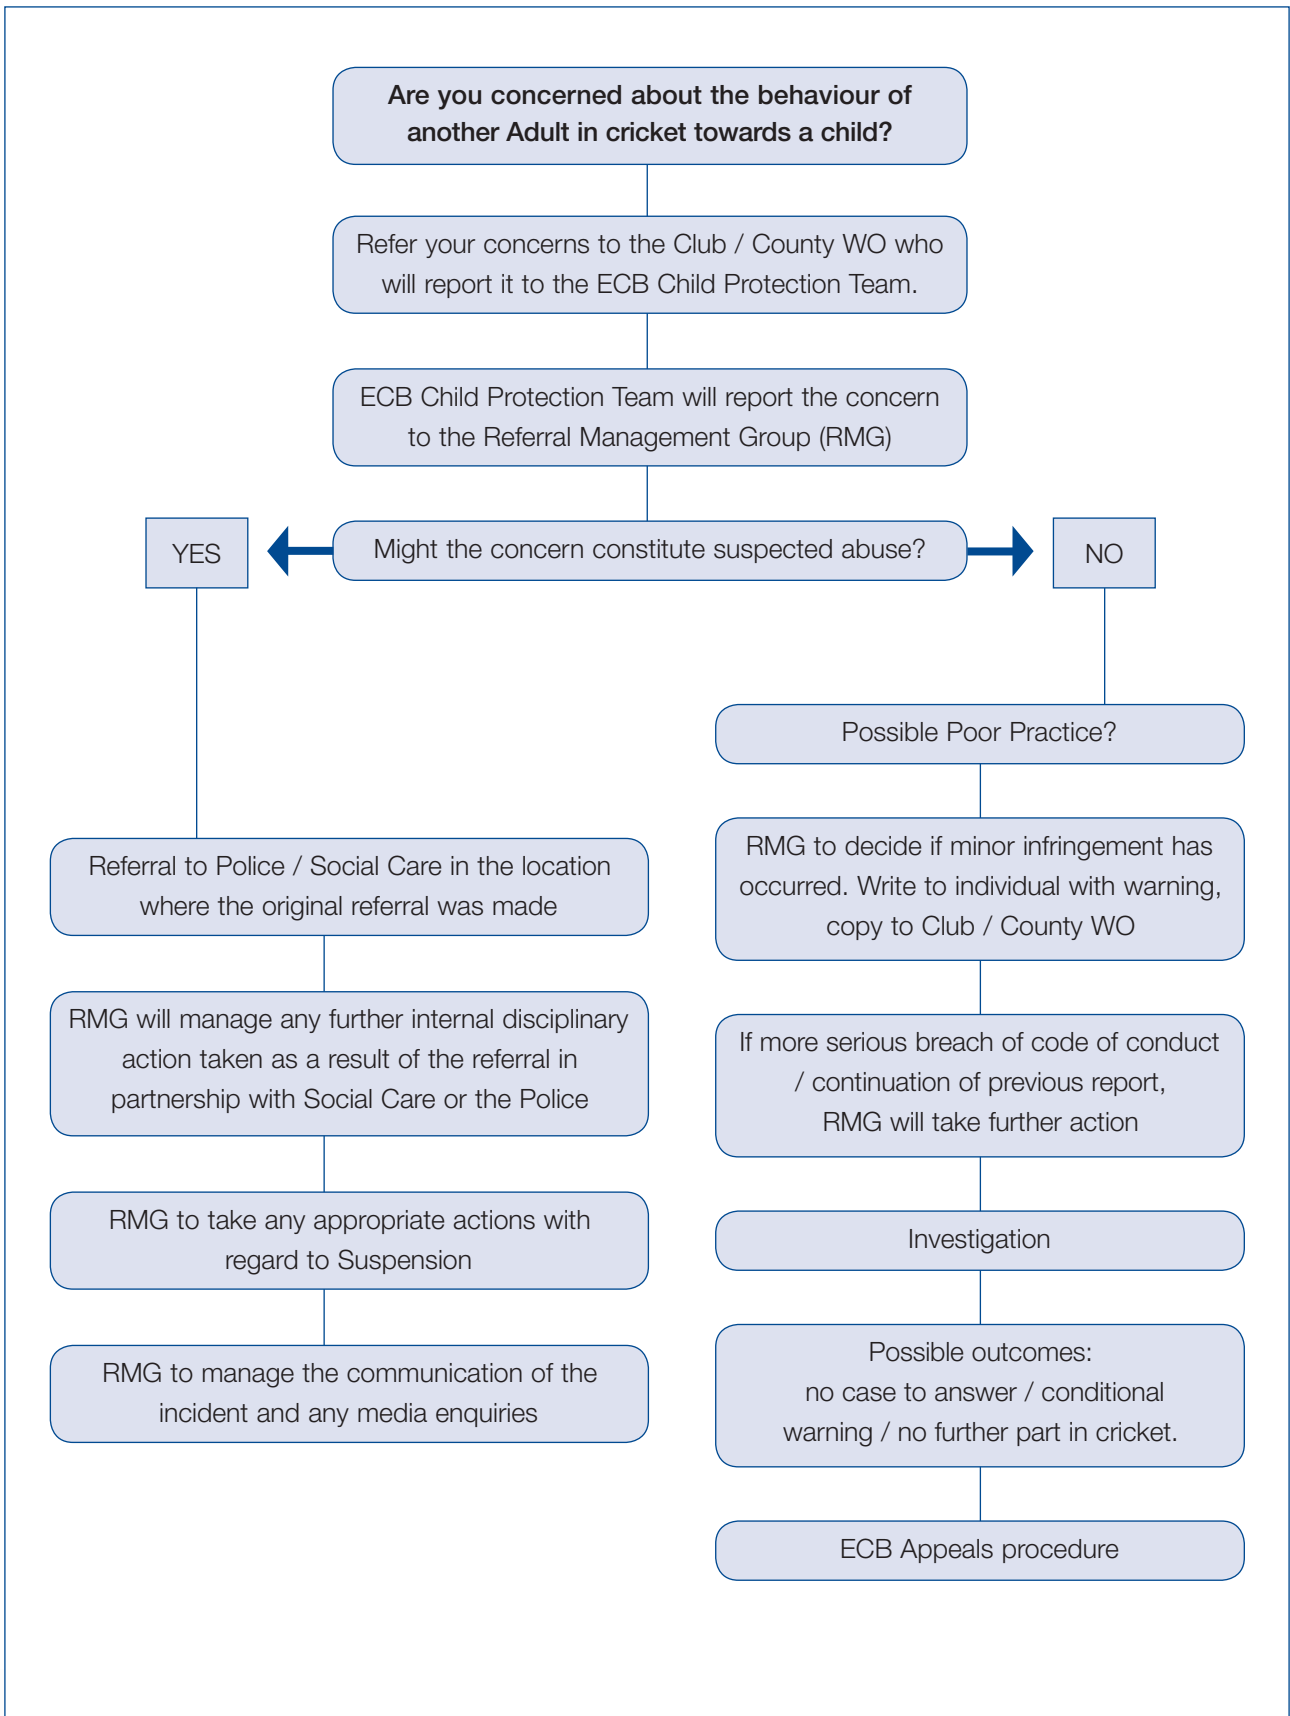 Are you concerned about the behaviour of
another Adult in cricket towards a child?
Refer your concerns to the Club / County WO who
will report it to the ECB Child Protection Team.
ECB Child Protection Team will report the concern
to the Referral Management Group (RMG)
YES
Might the concern constitute suspected abuse?
NO
Referral to Police / Social Care in the location
where the original referral was made
RMG will manage any further internal disciplinary
action taken as a result of the referral in
partnership with Social Care or the Police
RMG to take any appropriate actions with
regard to Suspension
RMG to manage the communication of the
incident and any media enquiries
Possible Poor Practice?
RMG to decide if minor infringement has
occurred. Write to individual with warning,
copy to Club / County WO
If more serious breach of code of conduct
/ continuation of previous report,
RMG will take further action
Investigation
Possible outcomes:
no case to answer / conditional
warning / no further part in cricket.
ECB Appeals procedure